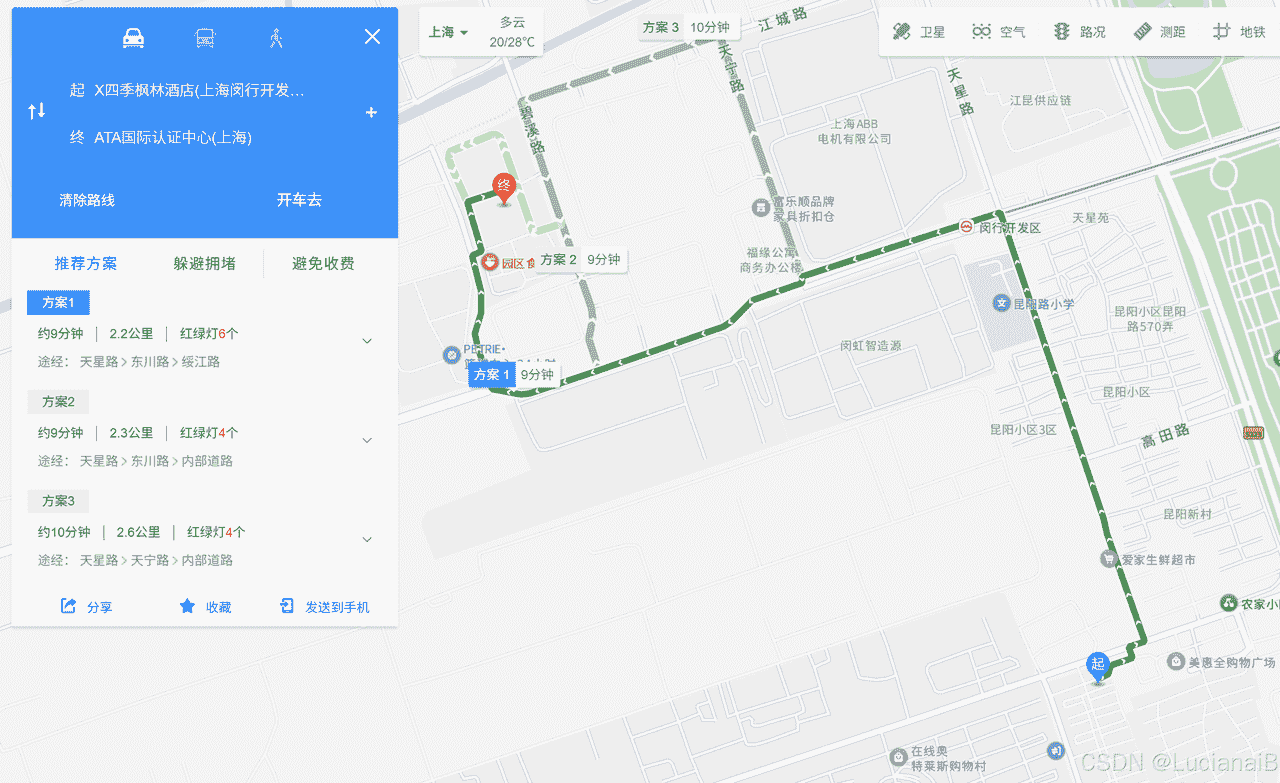 起 X四季枫林酒店(上海闵行开发…
终 ATA国际认证中心(上海)
清除路线 开车去
推荐方案 躲避拥堵 避免收费
方案1
约9分钟 2.2公里 红绿灯6个
途经： 天星路 > 东川路 > 绥江路
方案2
约9分钟 2.3公里 红绿灯4个
途经： 天星路 > 东川路 > 内部道路
方案3
约10分钟 2.6公里 红绿灯4个
途经： 天星路 > 天宁路 > 内部道路
分享 收藏 发送到手机
上海
多云
20/28℃
方案 3 10分钟
卫星 空气 路况 测距 地铁
江城路
天宁路
天星路
碧溪路
江昆供应链
上海ABB
电机有限公司
终
富乐顺品牌
家具折扣仓
天星苑
闵行开发区
福缘公寓
商务办公楼
园区食
方案 2 9分钟
昆阳路小学
昆阳小区昆阳
路570弄
PETRIE•
方案 1 9分钟
闵虹智造源
昆阳小区
昆阳小区3区
高田路
昆阳新村
爱家生鲜超市
农家小
起
美惠全购物广场
在线奥
特莱斯购物村
CSDN @LucianaiB